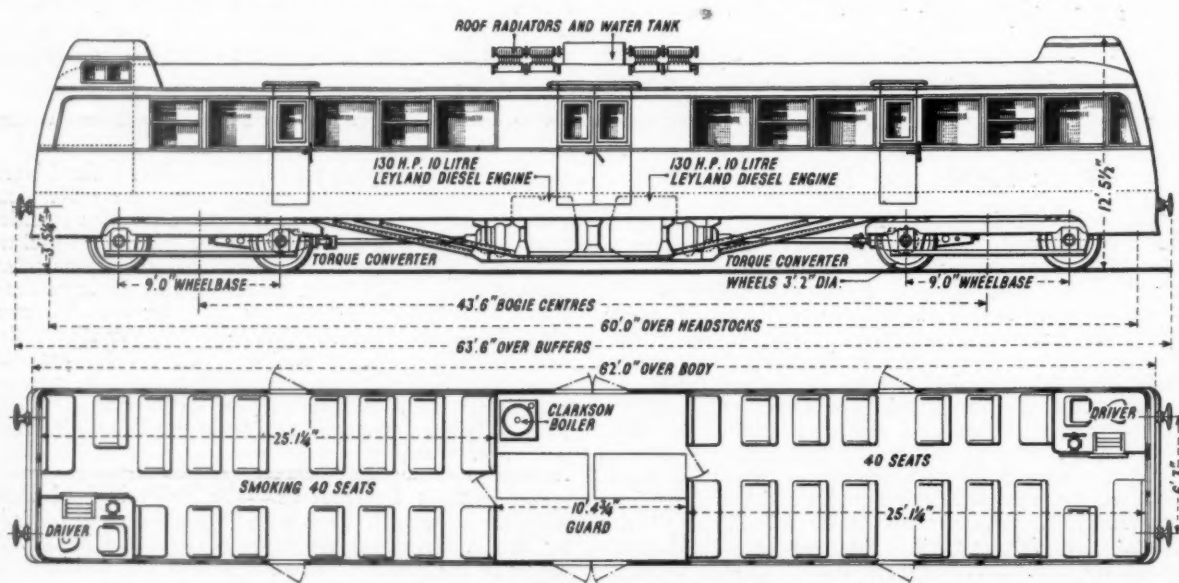 ROOF RADIATORS AND WATER TANK
130 H.P. 10 LITRE
LEYLAND DIESEL ENGINE
130 H.P. 10 LITRE
LEYLAND DIESEL ENGINE
12'. 5½"
3'. 5¼"
TORQUE CONVERTER
TORQUE CONVERTER
9'.0" WHEELBASE
WHEELS 3'.2" DIA.
9'.0" WHEELBASE
43'.6" BOGIE CENTRES
60'.0" OVER HEADSTOCKS
63'.6" OVER BUFFERS
62'.0" OVER BODY
CLARKSON
BOILER
DRIVER
25'.1¼"
40 SEATS
SMOKING 40 SEATS
10'.4¾"
GUARD
25'.1¼"
DRIVER